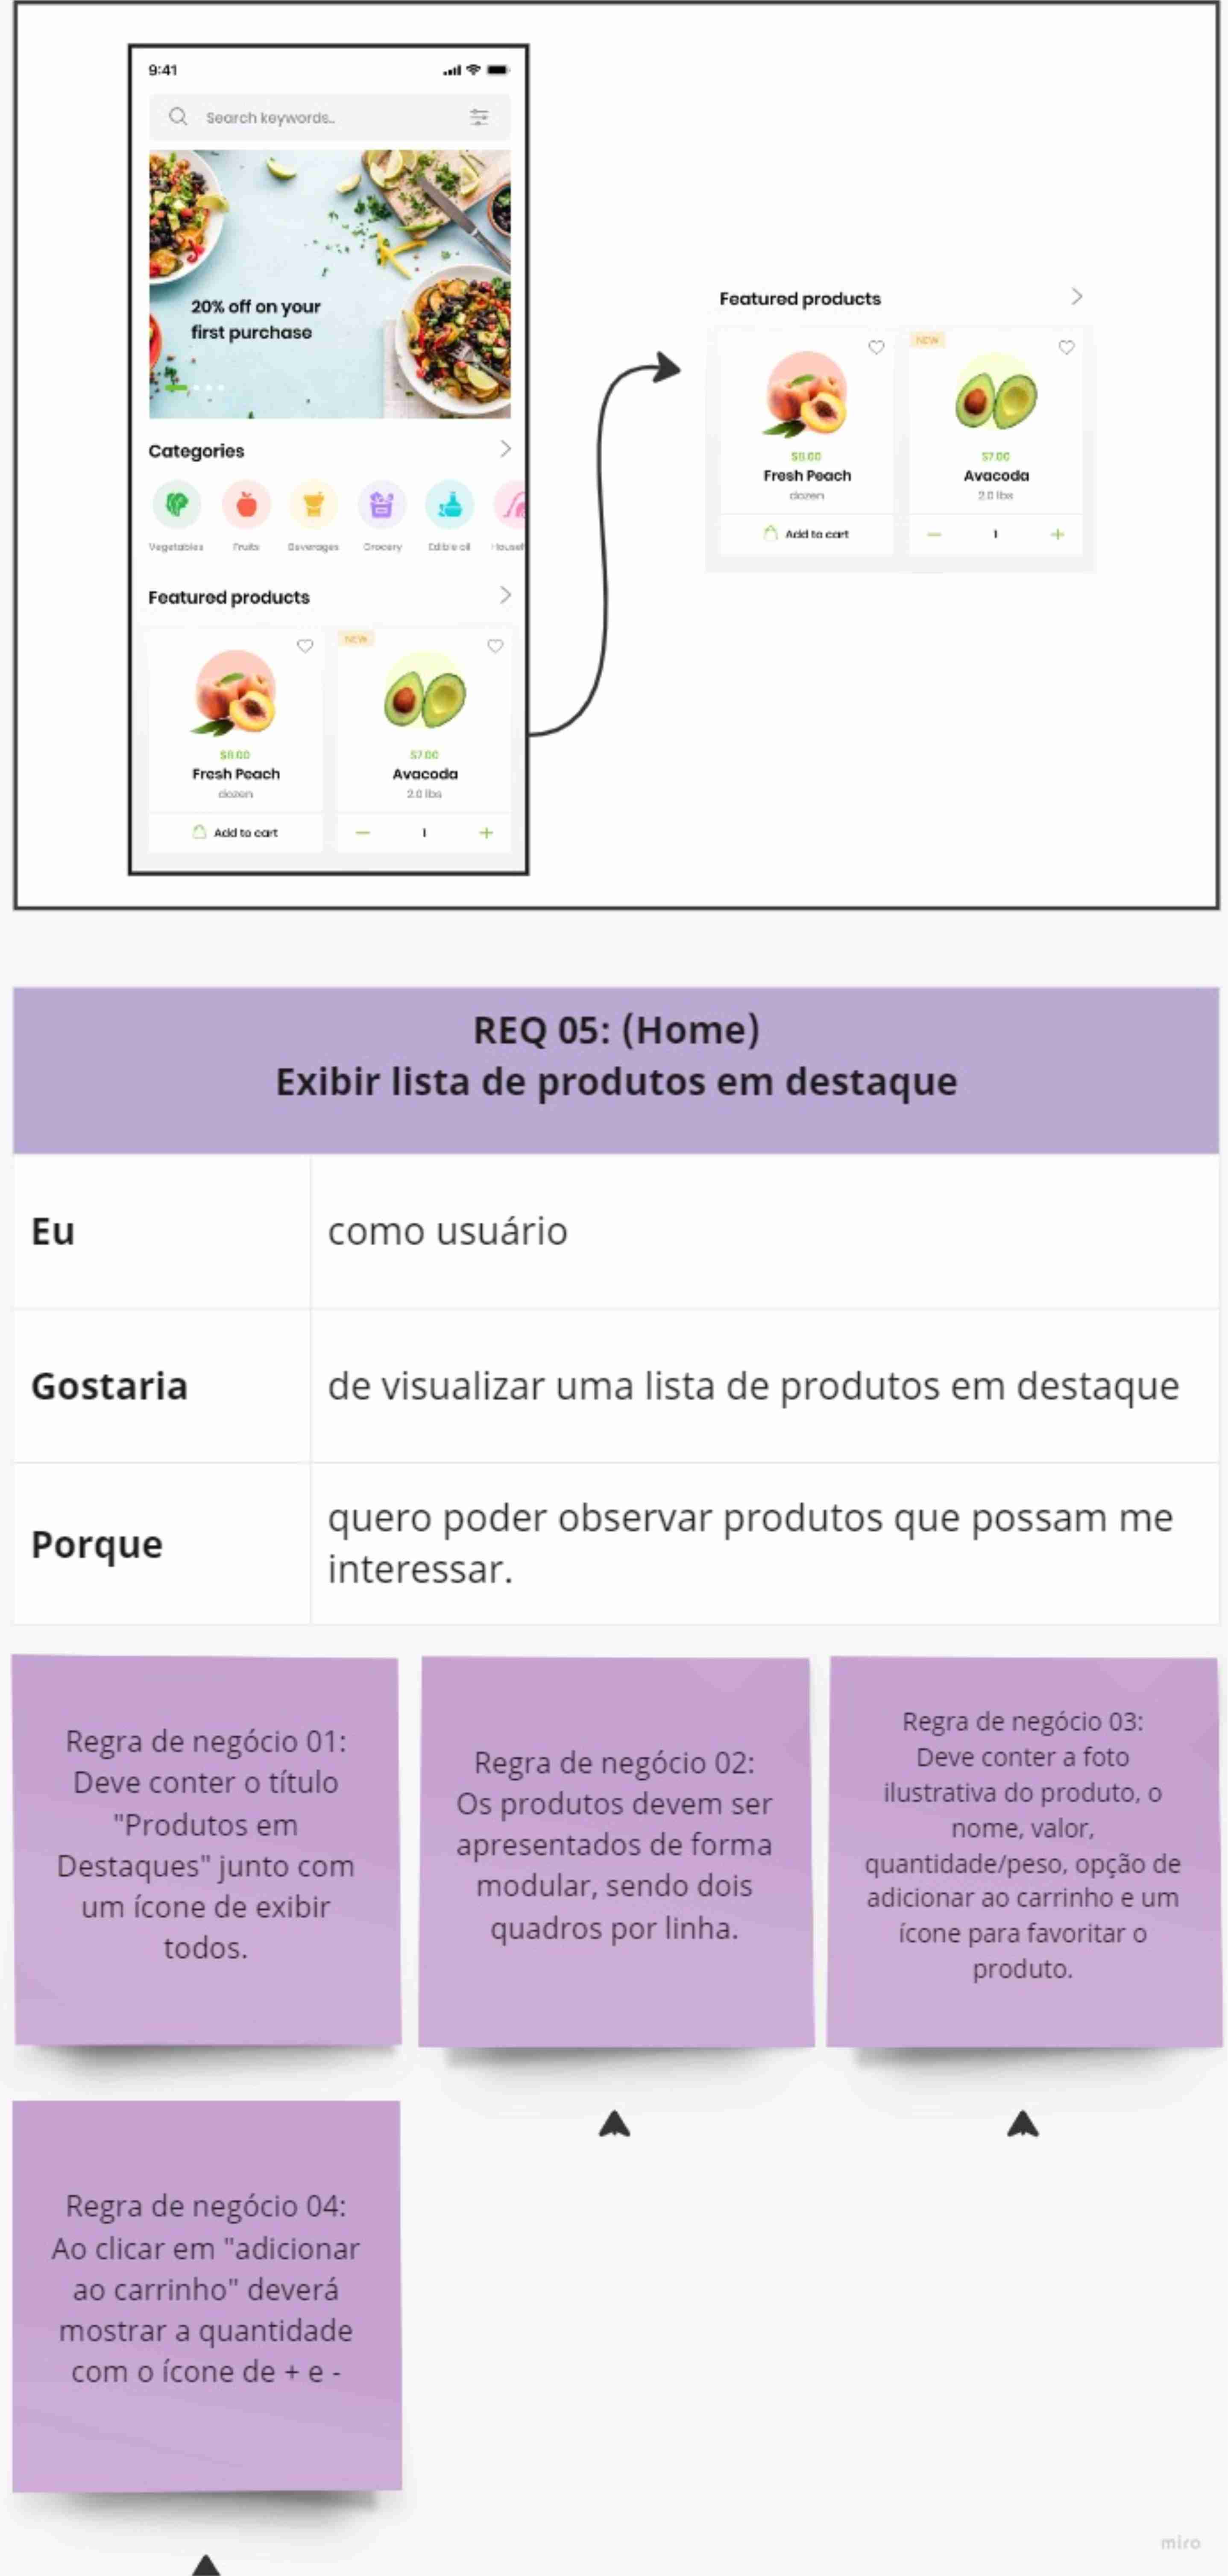 9:41
Search keywords..
20% off on your
first purchase
Categories
Vegetables Fruits Beverages Grocery Edible oil Househ
Featured products
NEW
$8.00
Fresh Peach
dozen
Add to cart
$7.00
Avacoda
2.0 lbs
1
Featured products
NEW
$8.00
Fresh Peach
dozen
Add to cart
$7.00
Avacoda
2.0 lbs
1
REQ 05: (Home)
Exibir lista de produtos em destaque
Eu
como usuário
Gostaria
de visualizar uma lista de produtos em destaque
Porque
quero poder observar produtos que possam me
interessar.
Regra de negócio 01:
Deve conter o título
"Produtos em
Destaques" junto com
um ícone de exibir
todos.
Regra de negócio 02:
Os produtos devem ser
apresentados de forma
modular, sendo dois
quadros por linha.
Regra de negócio 03:
Deve conter a foto
ilustrativa do produto, o
nome, valor,
quantidade/peso, opção de
adicionar ao carrinho e um
ícone para favoritar o
produto.
Regra de negócio 04:
Ao clicar em "adicionar
ao carrinho" deverá
mostrar a quantidade
com o ícone de + e -
miro